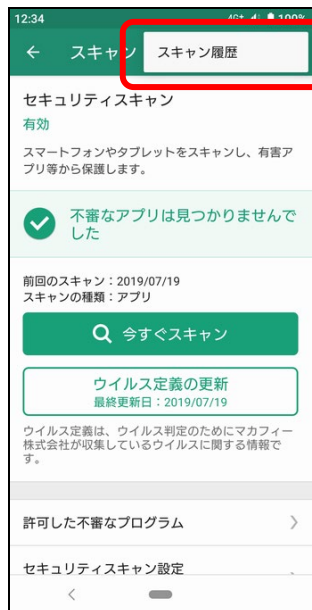 12:34
スキャン
スキャン履歴
セキュリティスキャン
有効
スマートフォンやタブレットをスキャンし、有害ア
プリ等から保護します。
不審なアプリは見つかりませんで
した
前回のスキャン：2019/07/19
スキャンの種類：アプリ
今すぐスキャン
ウイルス定義の更新
最終更新日：2019/07/19
ウイルス定義は、ウイルス判定のためにマカフィー
株式会社が収集しているウイルスに関する情報で
す。
許可した不審なプログラム
セキュリティスキャン設定